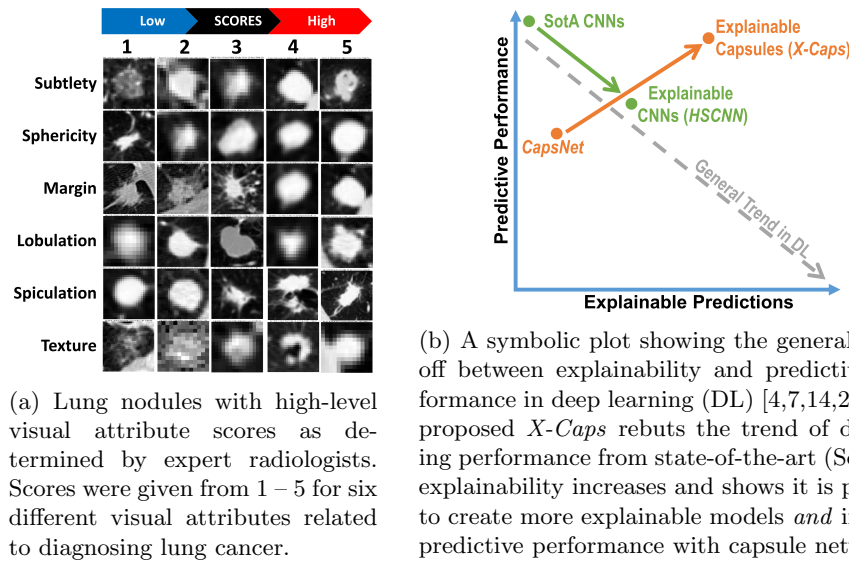 Low SCORES High
1 2 3 4 5
Subtlety
Sphericity
Margin
Lobulation
Spiculation
Texture
(a) Lung nodules with high-level
visual attribute scores as de-
termined by expert radiologists.
Scores were given from 1 – 5 for six
different visual attributes related
to diagnosing lung cancer.
Predictive Performance
SotA CNNs
Explainable
Capsules (X-Caps)
Explainable
CNNs (HSCNN)
CapsNet
General Trend in DL
Explainable Predictions
(b) A symbolic plot showing the general
off between explainability and predictiv
formance in deep learning (DL) [4,7,14,2
proposed X-Caps rebuts the trend of d
ing performance from state-of-the-art (So
explainability increases and shows it is p
to create more explainable models and i
predictive performance with capsule net